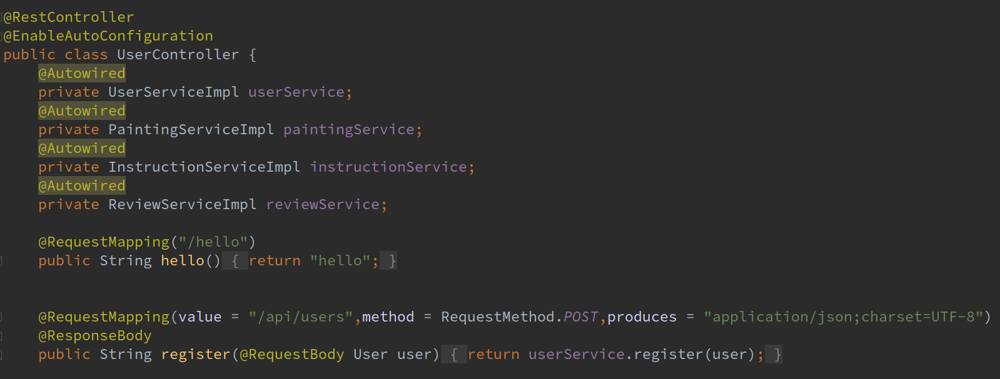 @RestController
@EnableAutoConfiguration
public class UserController {
    @Autowired
    private UserServiceImpl userService;
    @Autowired
    private PaintingServiceImpl paintingService;
    @Autowired
    private InstructionServiceImpl instructionService;
    @Autowired
    private ReviewServiceImpl reviewService;
    @RequestMapping("/hello")
    public String hello() { return "hello"; }
    @RequestMapping(value = "/api/users",method = RequestMethod.POST,produces = "application/json;charset=UTF-8")
    @ResponseBody
    public String register(@RequestBody User user) { return userService.register(user); }